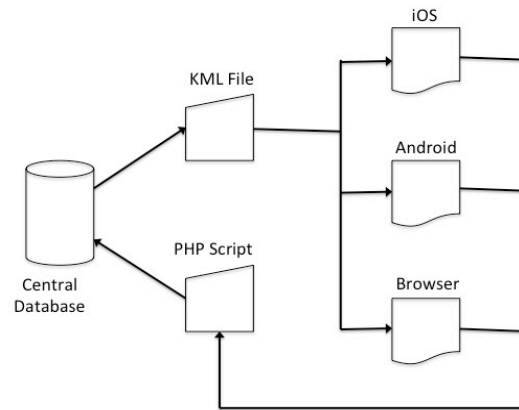 iOS
KML File
Android
PHP Script
Central
Database
Browser